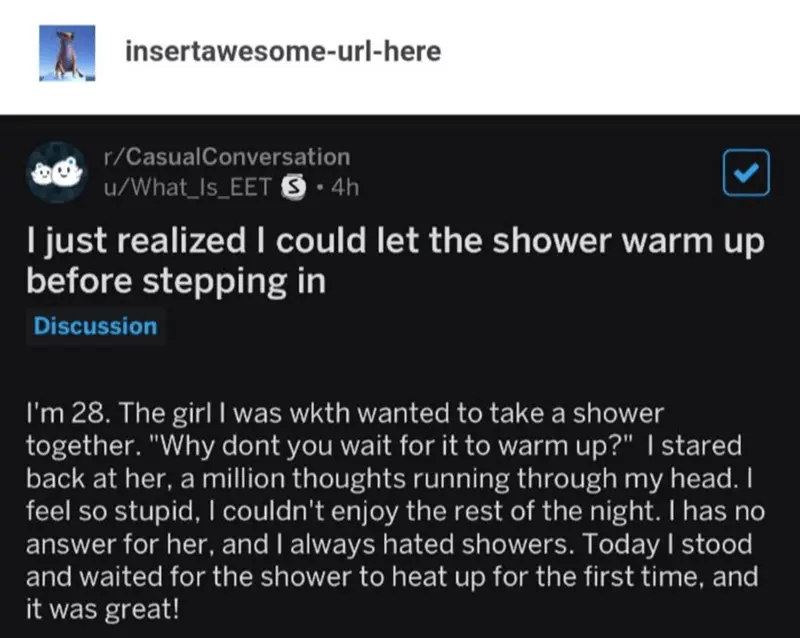 insertawesome-url-here
r/CasualConversation
u/What_Is_EET S • 4h
I just realized I could let the shower warm up
before stepping in
Discussion
I'm 28. The girl I was wkth wanted to take a shower
together. "Why dont you wait for it to warm up?" I stared
back at her, a million thoughts running through my head. I
feel so stupid, I couldn't enjoy the rest of the night. I has no
answer for her, and I always hated showers. Today I stood
and waited for the shower to heat up for the first time, and
it was great!